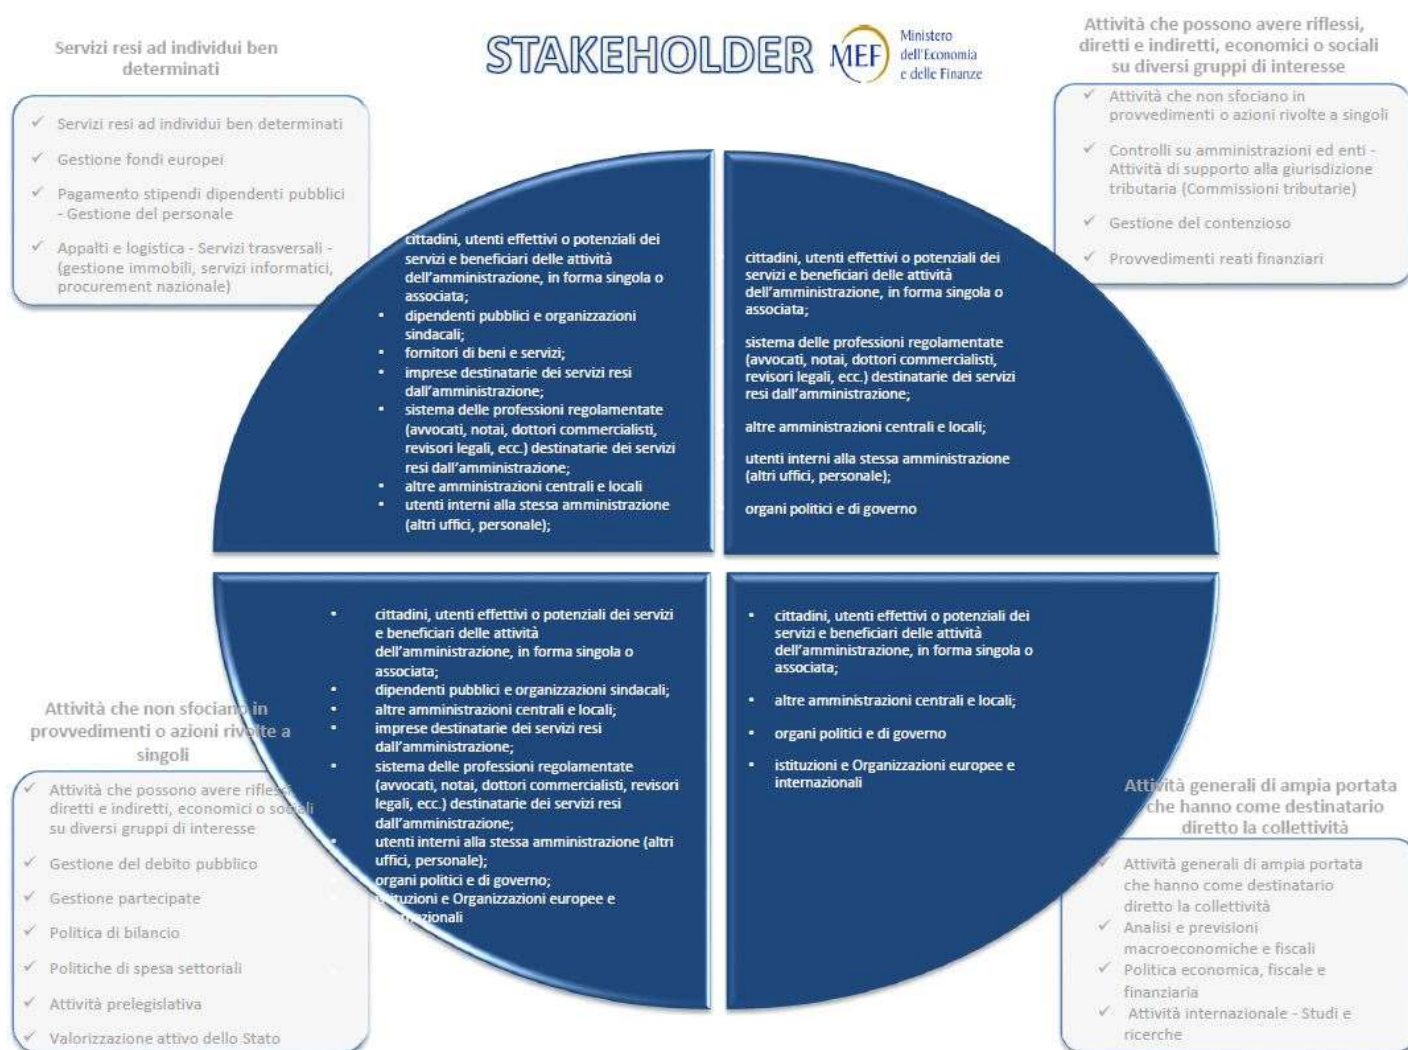 STAKEHOLDER
MEF
Ministero
dell'Economia
e delle Finanze
Servizi resi ad individui ben
determinati
✓ Servizi resi ad individui ben determinati
✓ Gestione fondi europei
✓ Pagamento stipendi dipendenti pubblici
- Gestione del personale
✓ Appalti e logistica - Servizi trasversali -
(gestione immobili, servizi informatici,
procurement nazionale)
Attività che possono avere riflessi,
diretti e indiretti, economici o sociali
su diversi gruppi di interesse
✓ Attività che non sfociano in
provvedimenti o azioni rivolte a singoli
✓ Controlli su amministrazioni ed enti -
Attività di supporto alla giurisdizione
tributaria (Commissioni tributarie)
✓ Gestione del contenzioso
✓ Provvedimenti reati finanziari
cittadini, utenti effettivi o potenziali dei
servizi e beneficiari delle attività
dell'amministrazione, in forma singola o
associata;
• dipendenti pubblici e organizzazioni
sindacali;
• fornitori di beni e servizi;
• imprese destinatarie dei servizi resi
dall'amministrazione;
• sistema delle professioni regolamentate
(avvocati, notai, dottori commercialisti,
revisori legali, ecc.) destinatarie dei servizi
resi dall'amministrazione;
• altre amministrazioni centrali e locali
• utenti interni alla stessa amministrazione
(altri uffici, personale);
cittadini, utenti effettivi o potenziali dei
servizi e beneficiari delle attività
dell'amministrazione, in forma singola o
associata;
sistema delle professioni regolamentate
(avvocati, notai, dottori commercialisti,
revisori legali, ecc.) destinatarie dei servizi
resi dall'amministrazione;
altre amministrazioni centrali e locali;
utenti interni alla stessa amministrazione
(altri uffici, personale);
organi politici e di governo
• cittadini, utenti effettivi o potenziali dei servizi
e beneficiari delle attività
dell'amministrazione, in forma singola o
associata;
• dipendenti pubblici e organizzazioni sindacali;
• altre amministrazioni centrali e locali;
• imprese destinatarie dei servizi resi
dall'amministrazione;
• sistema delle professioni regolamentate
(avvocati, notai, dottori commercialisti, revisori
legali, ecc.) destinatarie dei servizi resi
dall'amministrazione;
• utenti interni alla stessa amministrazione (altri
uffici, personale);
organi politici e di governo;
istituzioni e Organizzazioni europee e
internazionali
• cittadini, utenti effettivi o potenziali dei
servizi e beneficiari delle attività
dell'amministrazione, in forma singola o
associata;
• altre amministrazioni centrali e locali;
• organi politici e di governo
• istituzioni e Organizzazioni europee e
internazionali
Attività che non sfociano in
provvedimenti o azioni rivolte a
singoli
✓ Attività che possono avere riflessi,
diretti e indiretti, economici o sociali
su diversi gruppi di interesse
✓ Gestione del debito pubblico
✓ Gestione partecipate
✓ Politica di bilancio
✓ Politiche di spesa settoriali
✓ Attività prelegislativa
✓ Valorizzazione attivo dello Stato
Attività generali di ampia portata
che hanno come destinatario
diretto la collettività
✓ Attività generali di ampia portata
che hanno come destinatario
diretto la collettività
✓ Analisi e previsioni
macroeconomiche e fiscali
✓ Politica economica, fiscale e
finanziaria
✓ Attività internazionale - Studi e
ricerche